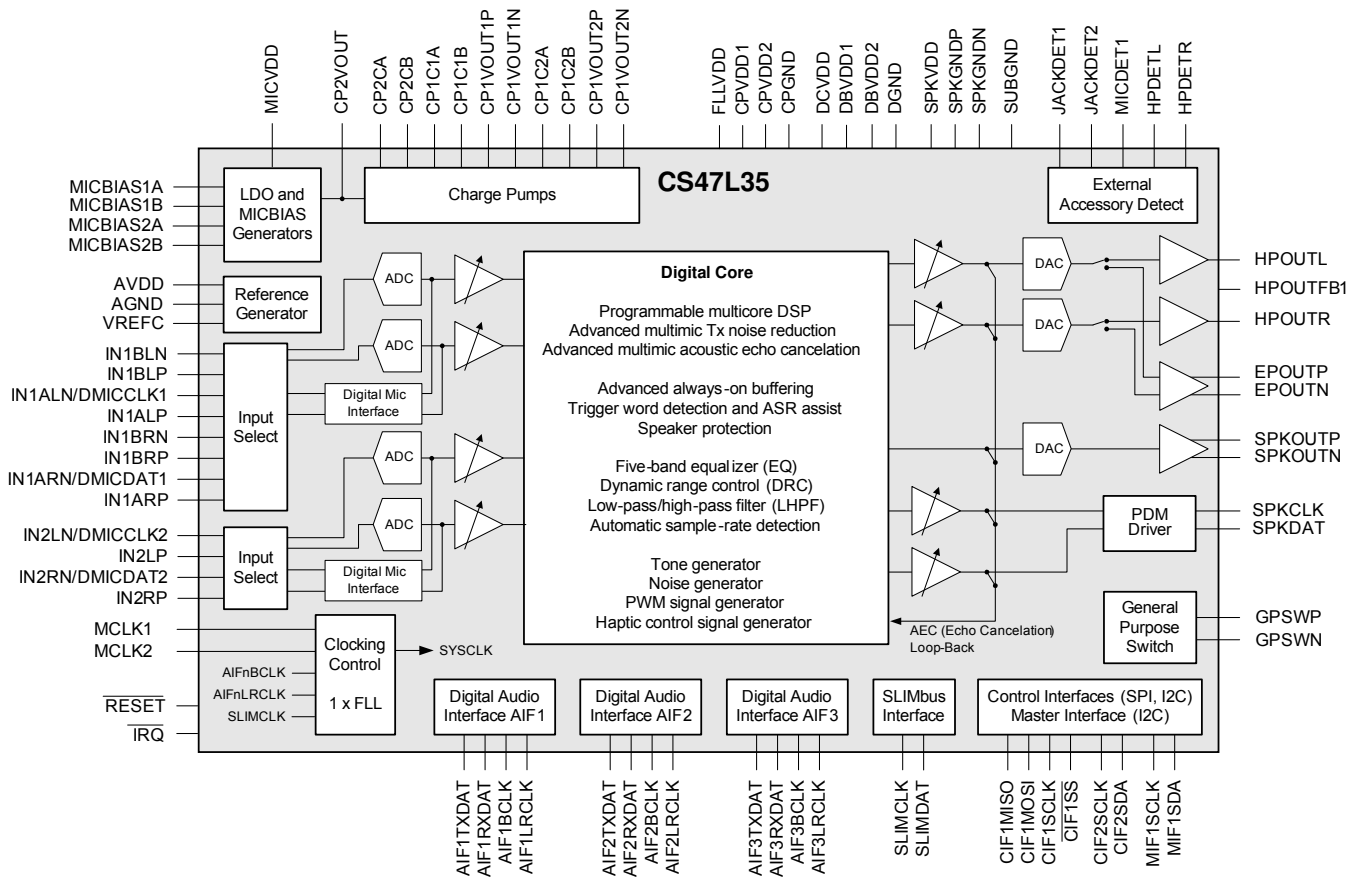 MICVDD
CP2VOUT
CP2CA
CP2CB
CP1C1A
CP1C1B
CP1VOUT1P
CP1VOUT1N
CP1C2A
CP1C2B
CP1VOUT2P
CP1VOUT2N
FLLVDD
CPVDD1
CPVDD2
CPGND
DCVDD
DBVDD1
DBVDD2
DGND
SPKVDD
SPKGNDP
SPKGNDN
SUBGND
JACKDET1
JACKDET2
MICDET1
HPDETL
HPDETR
CS47L35
MICBIAS1A
MICBIAS1B
MICBIAS2A
MICBIAS2B
LDO and
MICBIAS
Generators
Charge Pumps
External
Accessory Detect
AVDD
AGND
VREFC
Reference
Generator
IN1BLN
IN1BLP
IN1ALN/DMICCLK1
IN1ALP
IN1BRN
IN1BRP
IN1ARN/DMICDAT1
IN1ARP
Input
Select
ADC
ADC
Digital Mic
Interface
IN2LN/DMICCLK2
IN2LP
IN2RN/DMICDAT2
IN2RP
Input
Select
ADC
ADC
Digital Mic
Interface
MCLK1
MCLK2
AIFnBCLK
AIFnLRCLK
SLIMCLK
Clocking
Control
1 x FLL
SYSCLK
RESET
IRQ
Digital Core
Programmable multicore DSP
Advanced multimic Tx noise reduction
Advanced multimic acoustic echo cancelation
Advanced always-on buffering
Trigger word detection and ASR assist
Speaker protection
Five-band equalizer (EQ)
Dynamic range control (DRC)
Low-pass/high-pass filter (LHPF)
Automatic sample-rate detection
Tone generator
Noise generator
PWM signal generator
Haptic control signal generator
AEC (Echo Cancelation)
Loop-Back
DAC
DAC
DAC
PDM
Driver
General
Purpose
Switch
HPOUTL
HPOUTFB1
HPOUTR
EPOUTP
EPOUTN
SPKOUTP
SPKOUTN
SPKCLK
SPKDAT
GPSWP
GPSWN
Digital Audio
Interface AIF1
Digital Audio
Interface AIF2
Digital Audio
Interface AIF3
SLIMbus
Interface
Control Interfaces (SPI, I2C)
Master Interface (I2C)
AIF1TXDAT
AIF1RXDAT
AIF1BCLK
AIF1LRCLK
AIF2TXDAT
AIF2RXDAT
AIF2BCLK
AIF2LRCLK
AIF3TXDAT
AIF3RXDAT
AIF3BCLK
AIF3LRCLK
SLIMCLK
SLIMDAT
CIF1MISO
CIF1MOSI
CIF1SCLK
CIF1SS
CIF2SCLK
CIF2SDA
MIF1SCLK
MIF1SDA